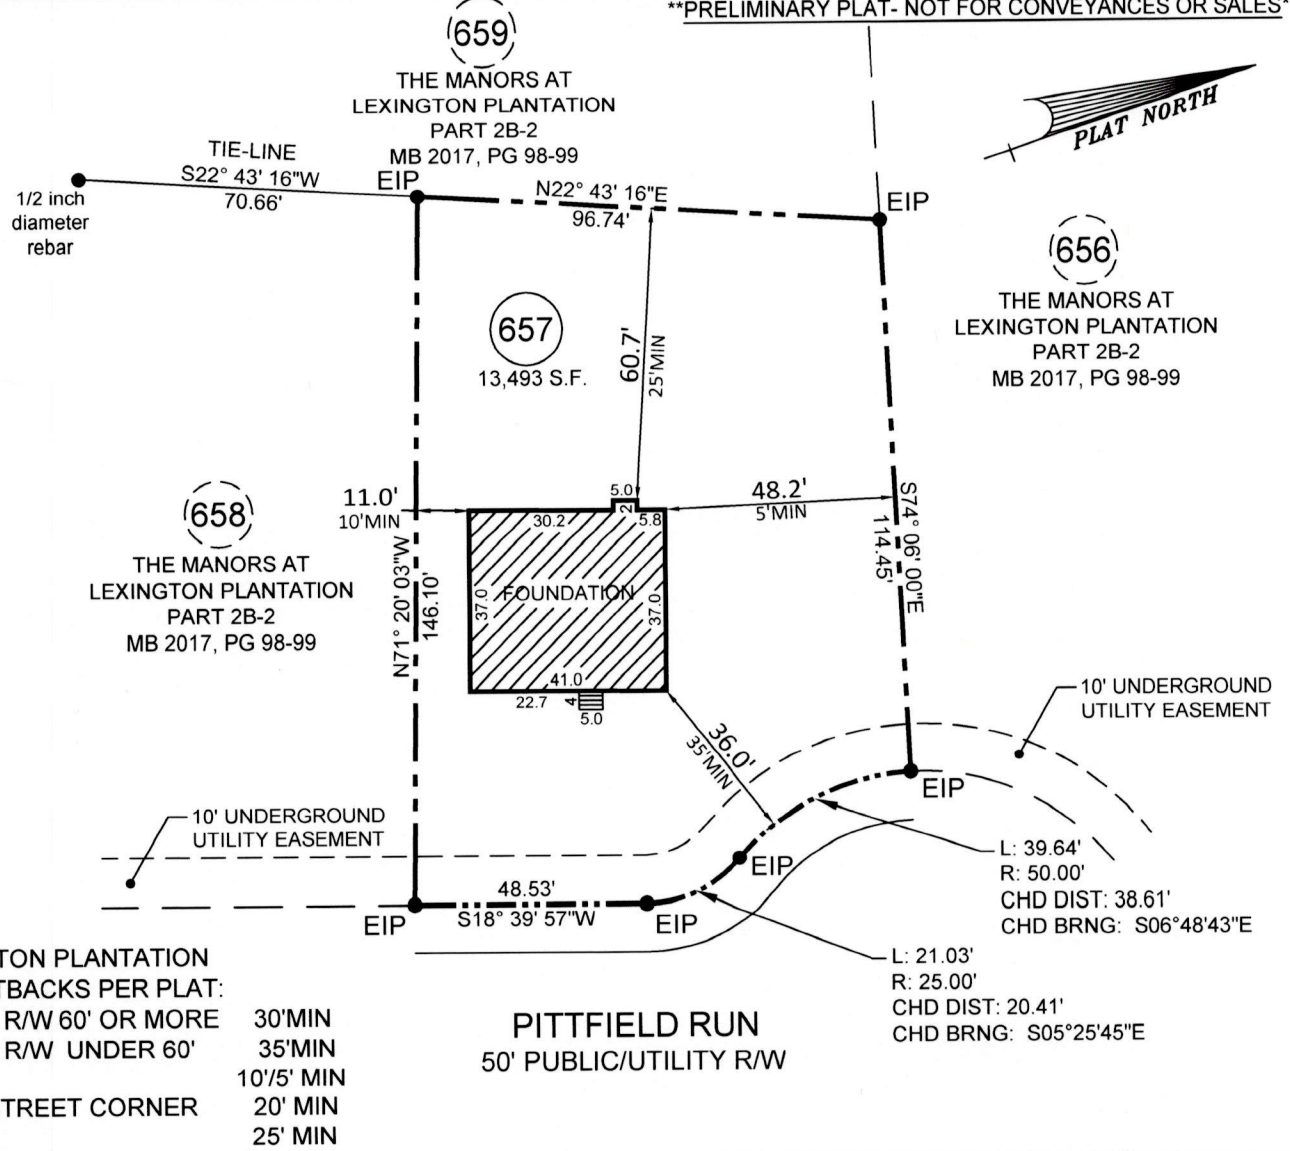 **PRELIMINARY PLAT- NOT FOR CONVEYANCES OR SALES*
659
THE MANORS AT
LEXINGTON PLANTATION
PART 2B-2
MB 2017, PG 98-99
PLAT NORTH
TIE-LINE
S22° 43' 16"W
70.66'
1/2 inch
diameter
rebar
EIP
N22° 43' 16"E
96.74'
EIP
656
THE MANORS AT
LEXINGTON PLANTATION
PART 2B-2
MB 2017, PG 98-99
657
13,493 S.F.
60.7'
25'MIN
658
THE MANORS AT
LEXINGTON PLANTATION
PART 2B-2
MB 2017, PG 98-99
11.0'
10'MIN
N71° 20' 03"W
146.10'
5.0
2
30.2
5.8
48.2'
5'MIN
S74° 06' 00"E
114.45'
37.0
FOUNDATION
37.0
41.0
22.7
4
5.0
36.0'
35'MIN
10' UNDERGROUND
UTILITY EASEMENT
10' UNDERGROUND
UTILITY EASEMENT
EIP
EIP
EIP
EIP
48.53'
S18° 39' 57"W
L: 39.64'
R: 50.00'
CHD DIST: 38.61'
CHD BRNG: S06°48'43"E
L: 21.03'
R: 25.00'
CHD DIST: 20.41'
CHD BRNG: S05°25'45"E
PITTFIELD RUN
50' PUBLIC/UTILITY R/W
TON PLANTATION
TBACKS PER PLAT:
R/W 60' OR MORE 30'MIN
R/W UNDER 60' 35'MIN
10'/5' MIN
TREET CORNER 20' MIN
25' MIN